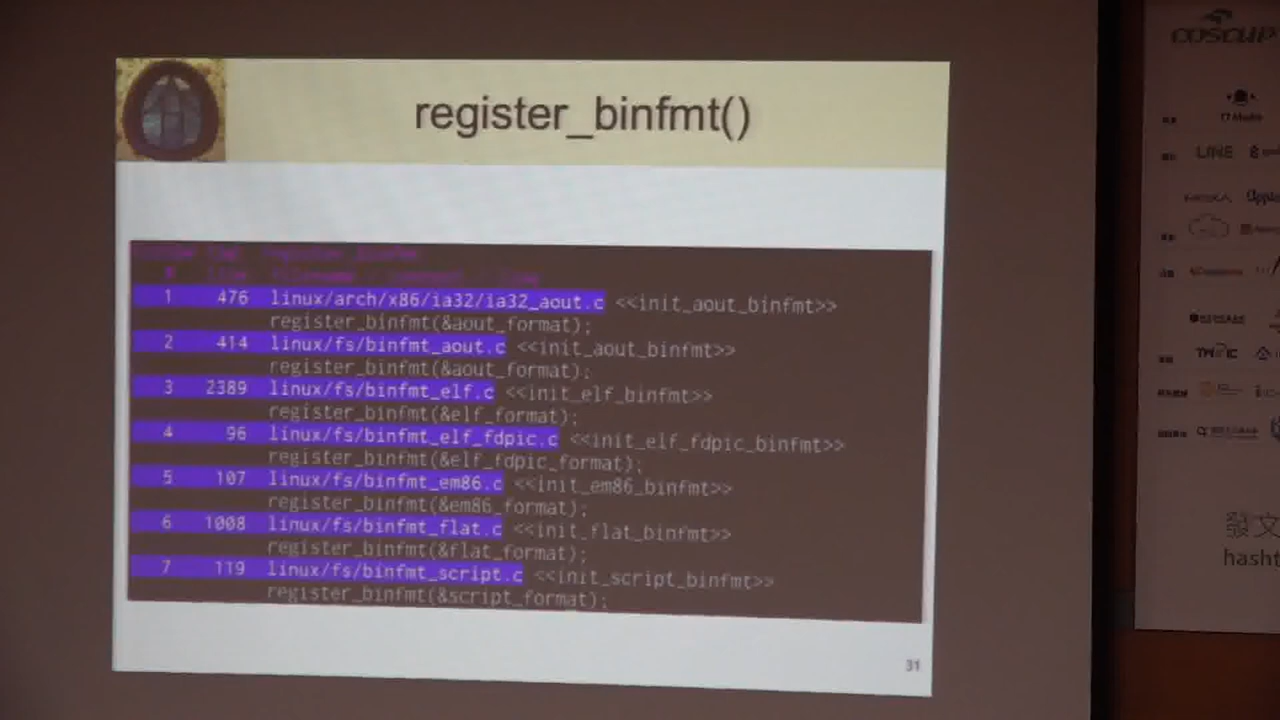 register_binfmt()
1 476 linux/arch/x86/ia32/ia32_aout.c <<init_aout_binfmt>>
register_binfmt(&aout_format);
2 414 linux/fs/binfmt_aout.c <<init_aout_binfmt>>
register_binfmt(&aout_format);
3 2389 linux/fs/binfmt_elf.c <<init_elf_binfmt>>
register_binfmt(&elf_format);
4 96 linux/fs/binfmt_elf_fdpic.c <<init_elf_fdpic_binfmt>>
register_binfmt(&elf_fdpic_format);
5 107 linux/fs/binfmt_em86.c <<init_em86_binfmt>>
register_binfmt(&em86_format);
6 1008 linux/fs/binfmt_flat.c <<init_flat_binfmt>>
register_binfmt(&flat_format);
7 119 linux/fs/binfmt_script.c <<init_script_binfmt>>
register_binfmt(&script_format);
31
COSCUP
LINE
發文
hasht